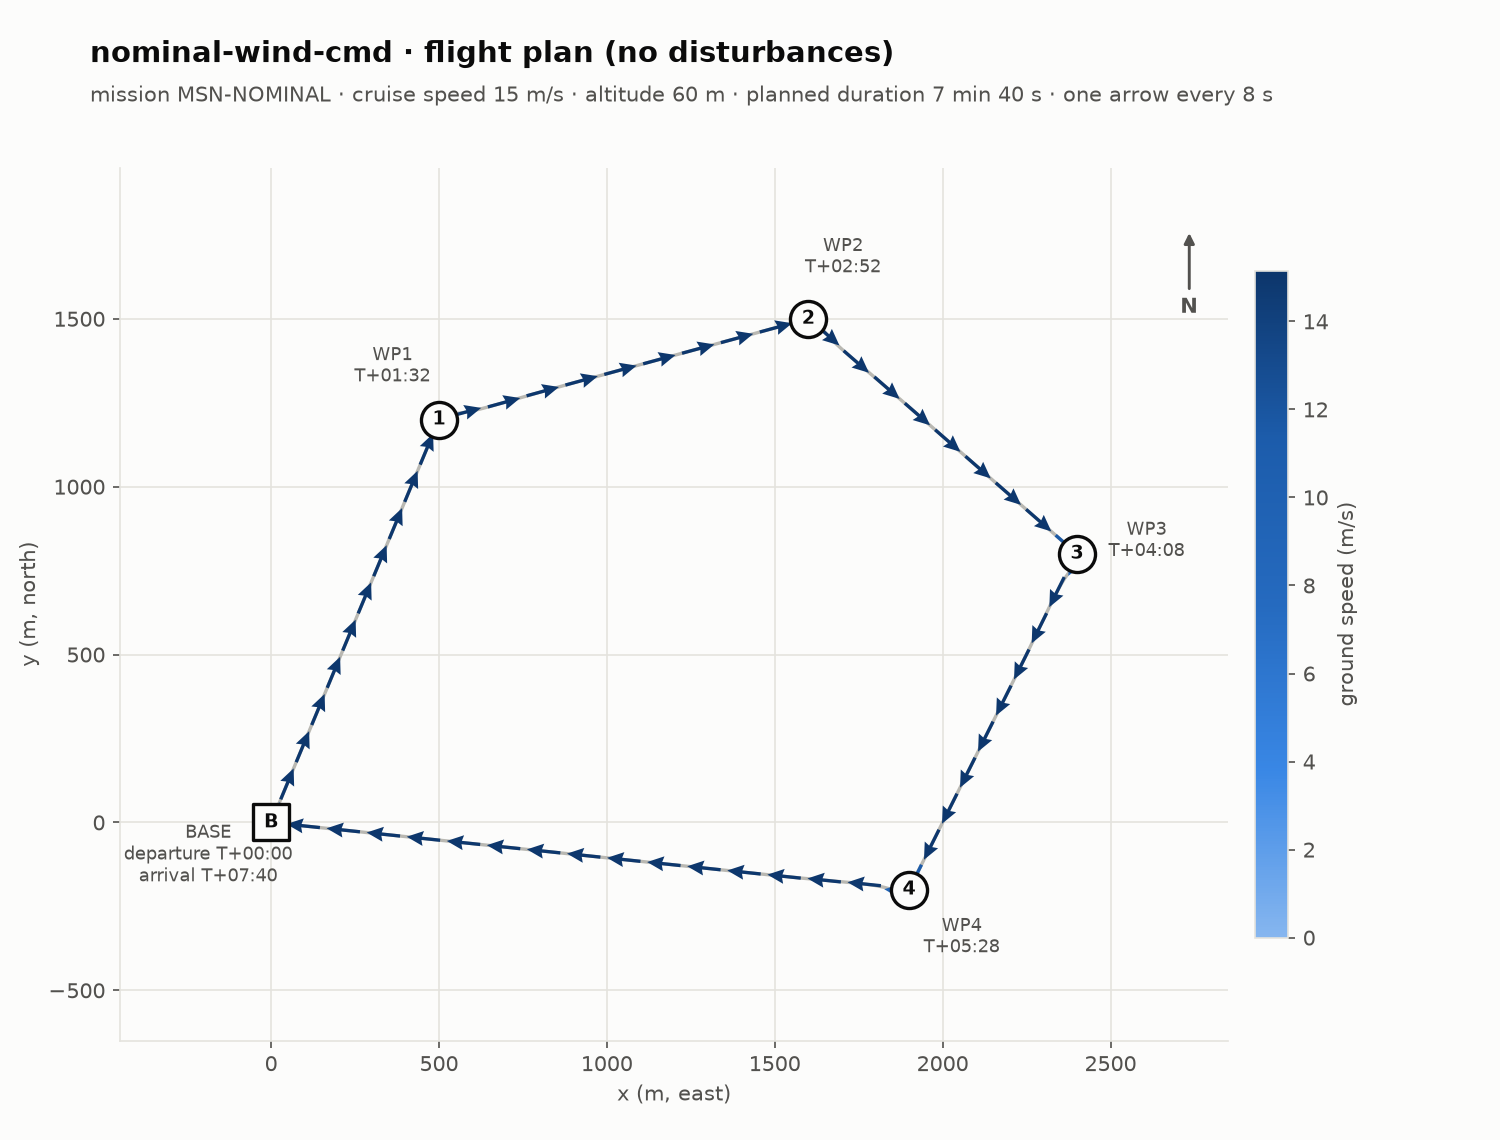 nominal-wind-cmd · flight plan (no disturbances)
mission MSN-NOMINAL · cruise speed 15 m/s · altitude 60 m · planned duration 7 min 40 s · one arrow every 8 s
WP2
T+02:52
N
WP1
T+01:32
1
2
WP3
T+04:08
3
B
BASE
departure T+00:00
arrival T+07:40
4
WP4
T+05:28
1500
1000
500
0
−500
y (m, north)
0
500
1000
1500
2000
2500
x (m, east)
14
12
10
8
6
4
2
0
ground speed (m/s)